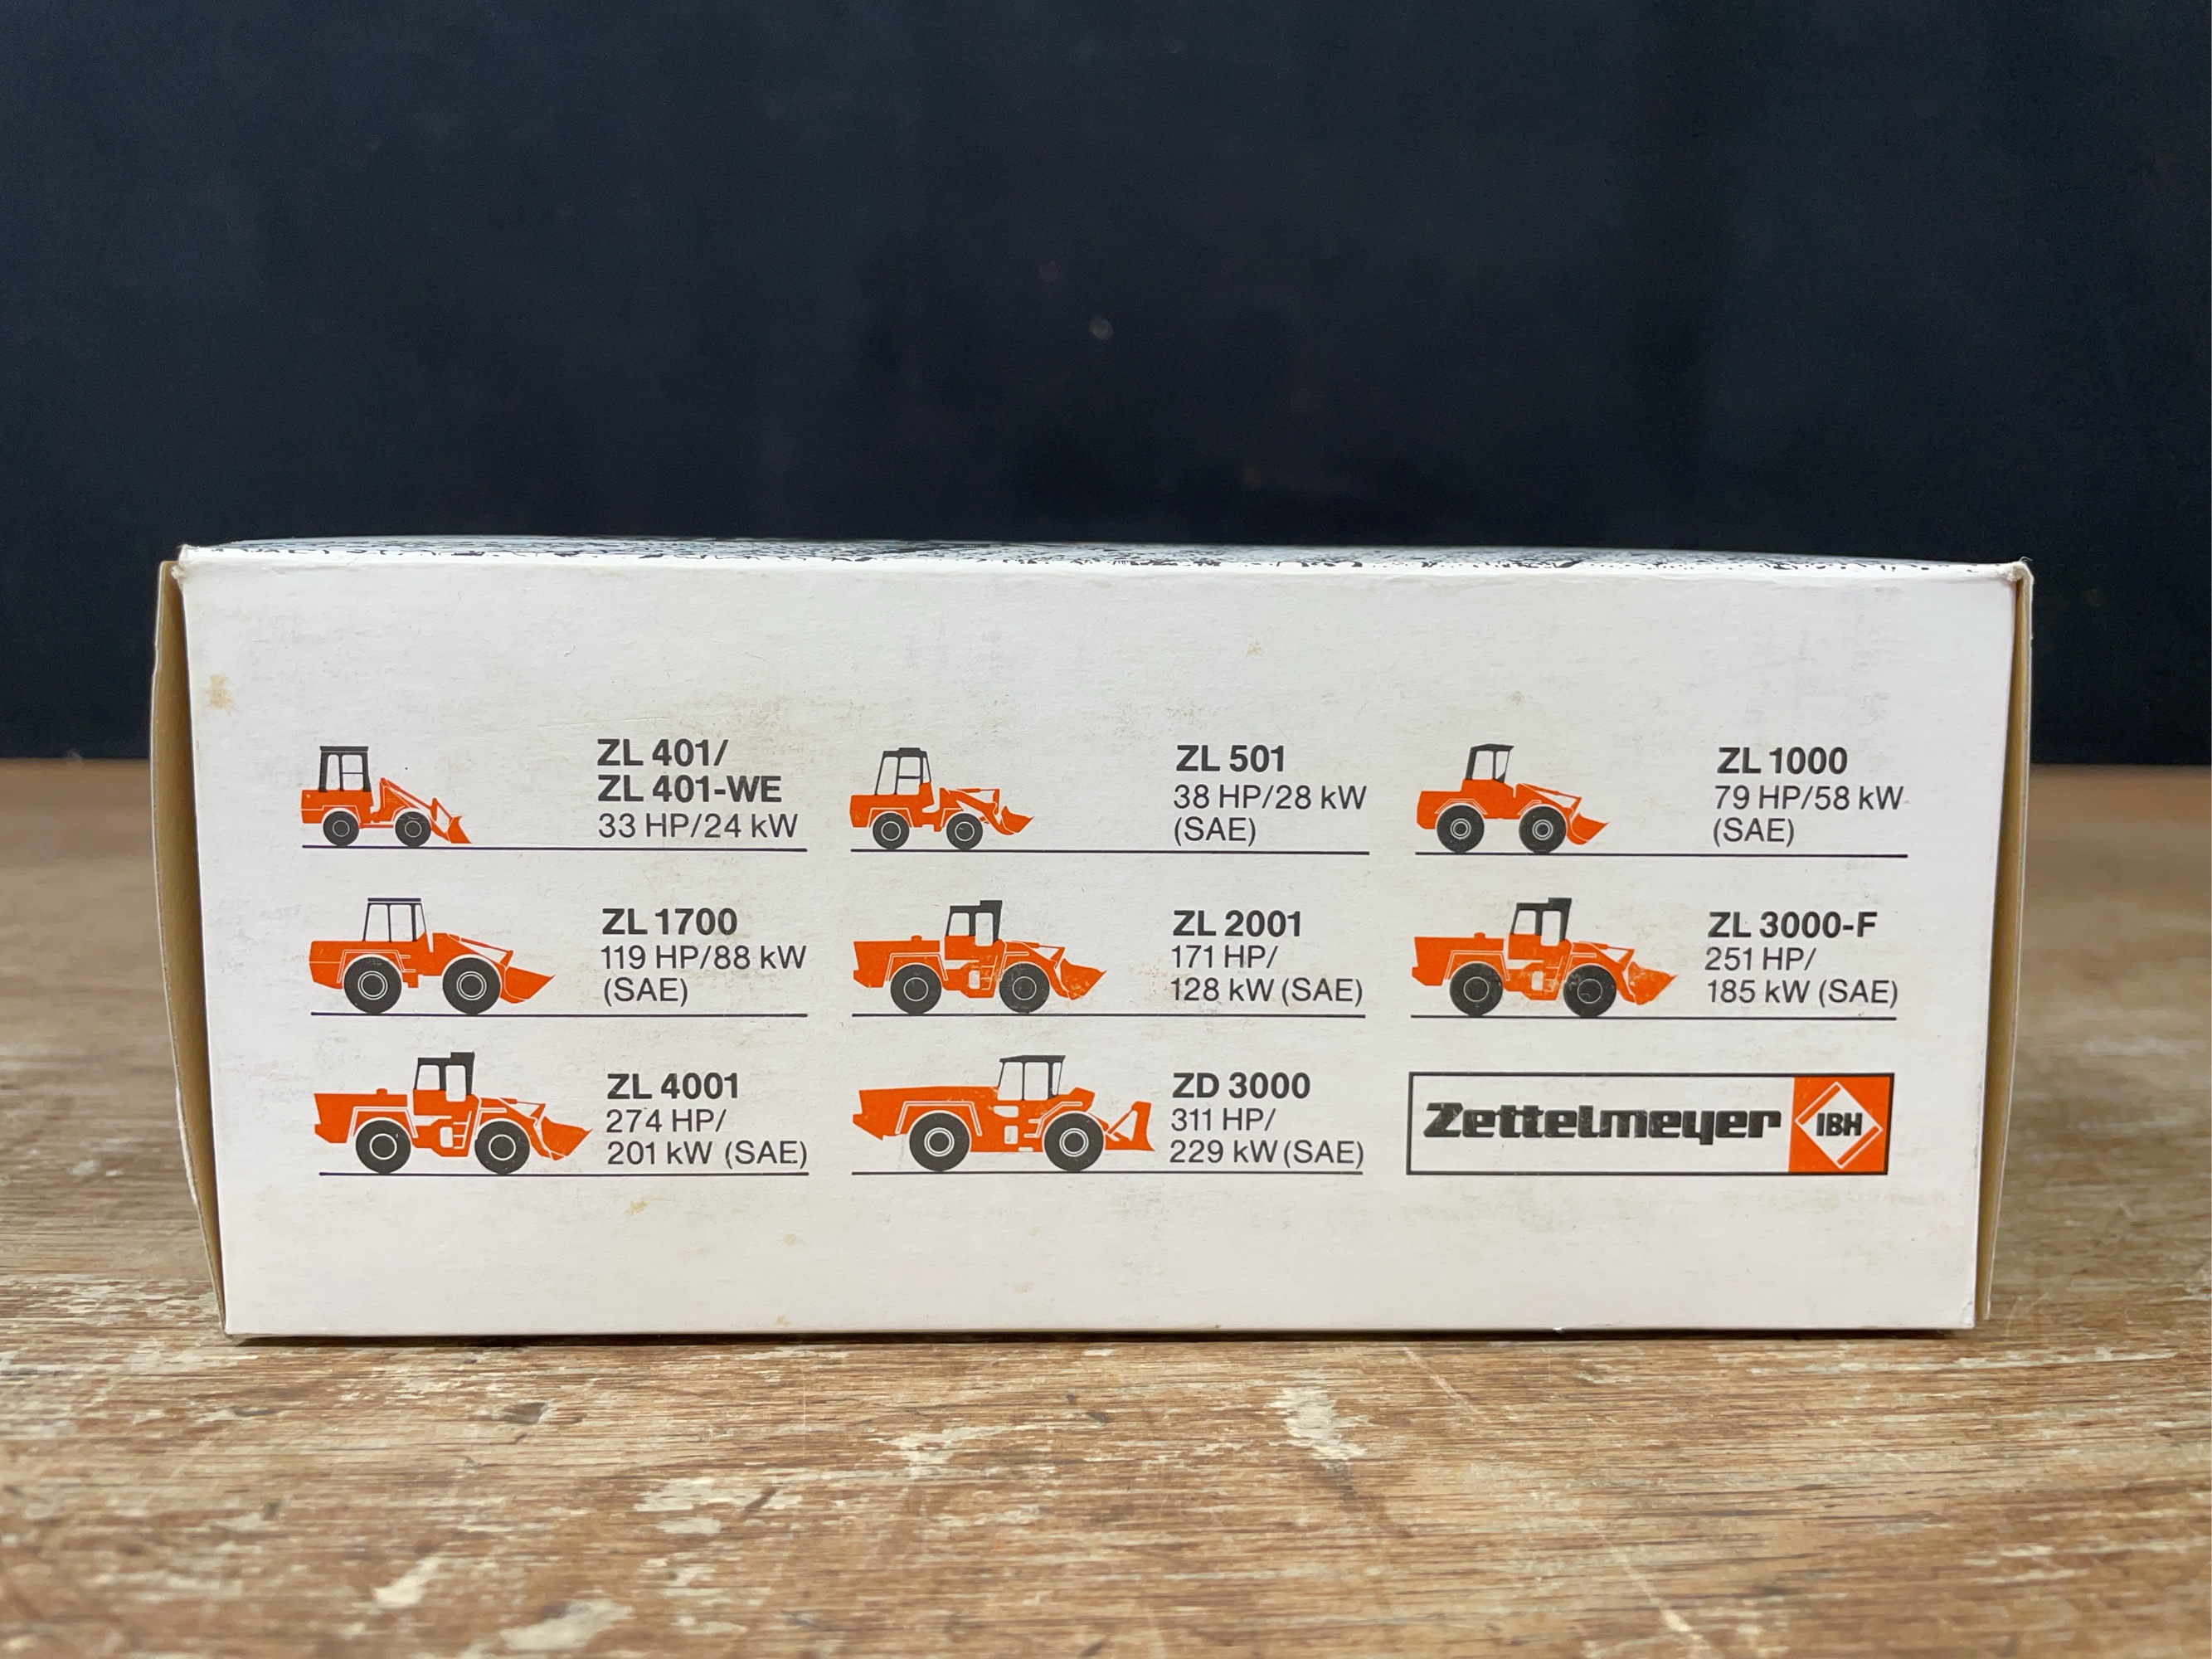 ZL 401/
ZL 401-WE
33 HP/24 kW
ZL 501
38 HP/28 kW
(SAE)
ZL 1000
79 HP/58 kW
(SAE)
ZL 1700
119 HP/88 kW
(SAE)
ZL 2001
171 HP/
128 kW (SAE)
ZL 3000-F
251 HP/
185 kW (SAE)
ZL 4001
274 HP/
201 kW (SAE)
ZD 3000
311 HP/
229 kW (SAE)
Zettelmeyer IBH